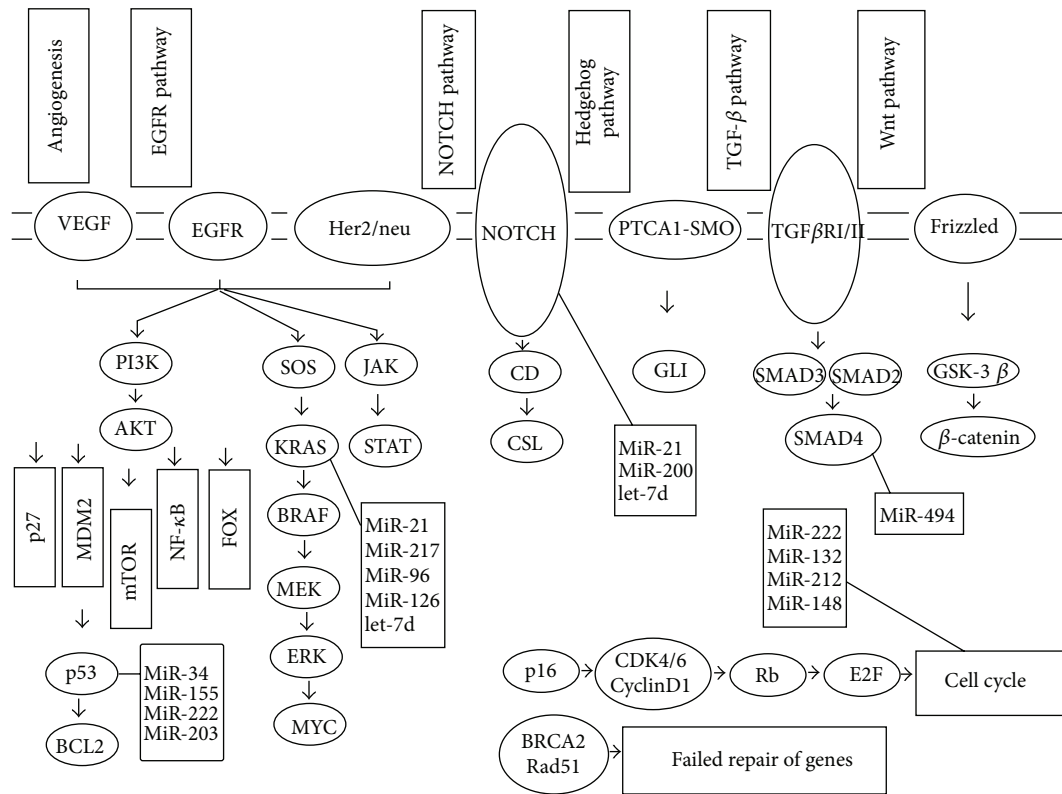 Angiogenesis
EGFR pathway
NOTCH pathway
Hedgehog
pathway
TGF-β pathway
Wnt pathway
VEGF
EGFR
Her2/neu
NOTCH
PTCA1-SMO
TGFβRI/II
Frizzled
PI3K
SOS
JAK
CD
GLI
SMAD3
SMAD2
GSK-3 β
AKT
KRAS
STAT
CSL
SMAD4
β-catenin
MiR-21
MiR-200
let-7d
MiR-494
p27
MDM2
mTOR
NF-κB
FOX
BRAF
MEK
ERK
MYC
MiR-21
MiR-217
MiR-96
MiR-126
let-7d
MiR-222
MiR-132
MiR-212
MiR-148
p53
BCL2
MiR-34
MiR-155
MiR-222
MiR-203
p16
CDK4/6
CyclinD1
Rb
E2F
Cell cycle
BRCA2
Rad51
Failed repair of genes